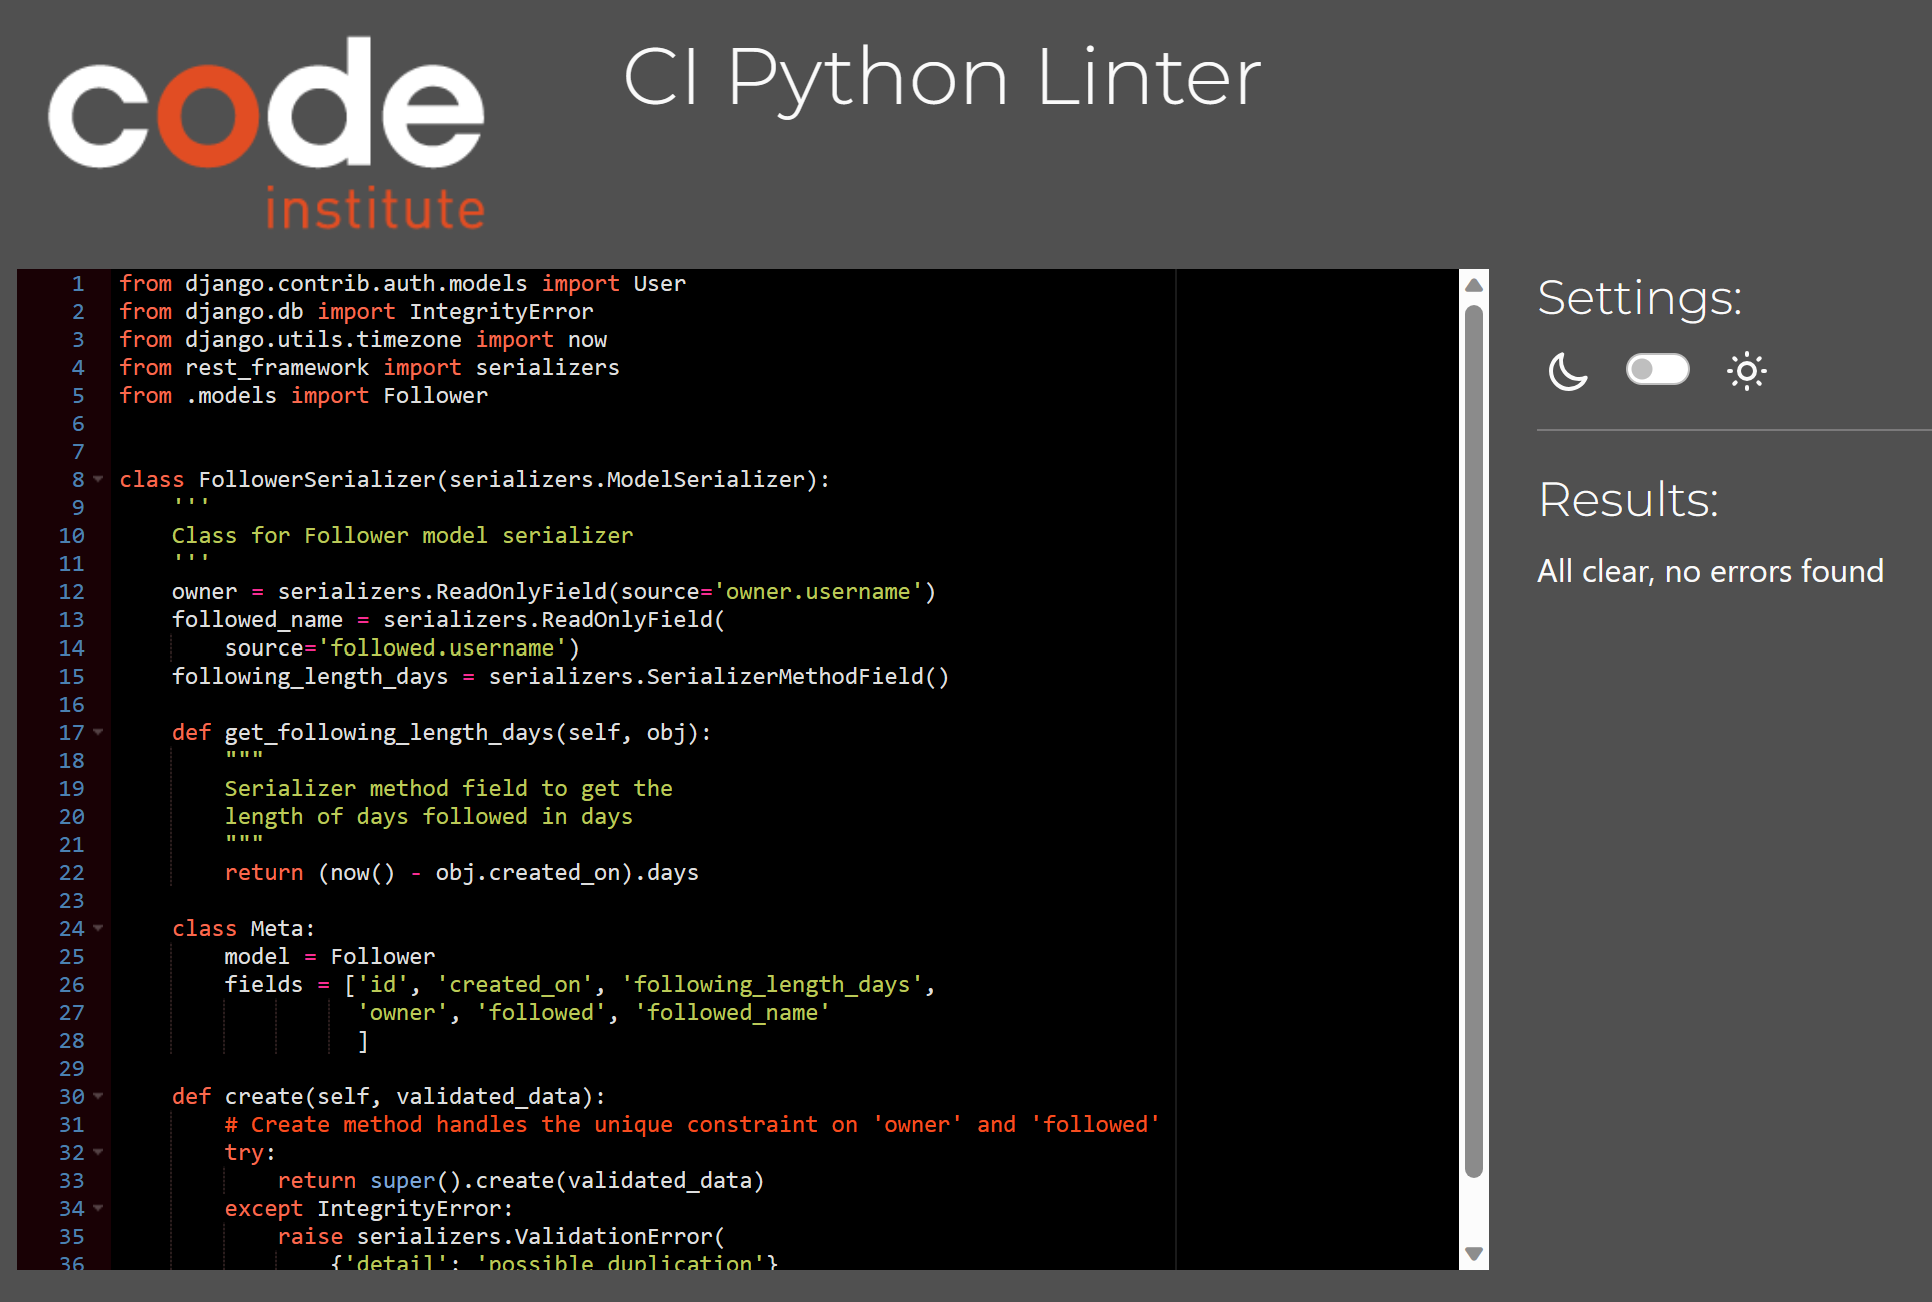 code
institute
CI Python Linter
1 from django.contrib.auth.models import User
2 from django.db import IntegrityError
3 from django.utils.timezone import now
4 from rest_framework import serializers
5 from .models import Follower
6
7
8 class FollowerSerializer(serializers.ModelSerializer):
9     '''
10     Class for Follower model serializer
11     '''
12     owner = serializers.ReadOnlyField(source='owner.username')
13     followed_name = serializers.ReadOnlyField(
14         source='followed.username')
15     following_length_days = serializers.SerializerMethodField()
16
17     def get_following_length_days(self, obj):
18         """
19         Serializer method field to get the
20         length of days followed in days
21         """
22         return (now() - obj.created_on).days
23
24     class Meta:
25         model = Follower
26         fields = ['id', 'created_on', 'following_length_days',
27                   'owner', 'followed', 'followed_name'
28                   ]
29
30     def create(self, validated_data):
31         # Create method handles the unique constraint on 'owner' and 'followed'
32         try:
33             return super().create(validated_data)
34         except IntegrityError:
35             raise serializers.ValidationError(
36                 {'detail': 'possible duplication'}
Settings:
Results:
All clear, no errors found